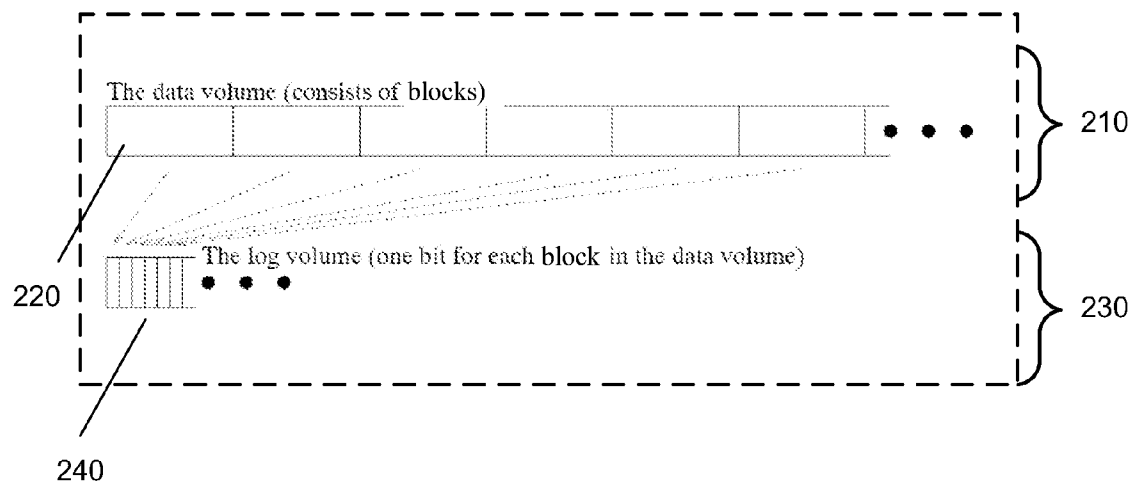 The data volume (consists of blocks)
210
The log volume (one bit for each block in the data volume)
220
230
240